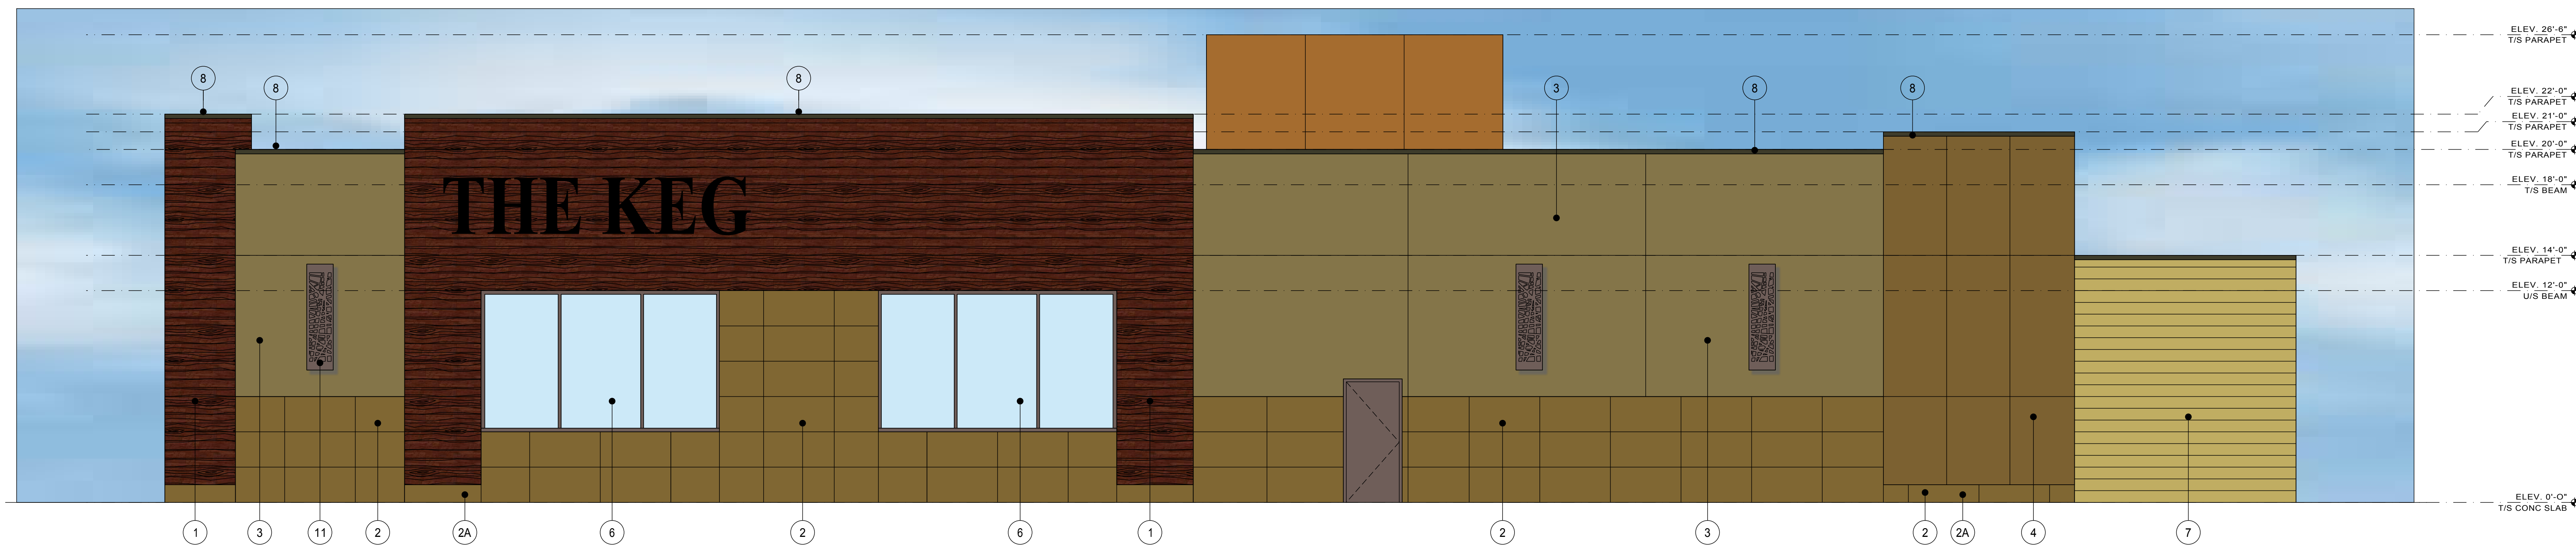 ELEV. 26'-6"
T/S PARAPET
8
8
8
3
8
8
ELEV. 22'-0"
T/S PARAPET
ELEV. 21'-0"
T/S PARAPET
ELEV. 20'-0"
T/S PARAPET
ELEV. 18'-0"
T/S BEAM
THE KEG
ELEV. 14'-0"
T/S PARAPET
ELEV. 12'-0"
U/S BEAM
ELEV. 0'-O"
T/S CONC SLAB
1
3
11
2
2A
6
2
6
1
2
3
2
2A
4
7